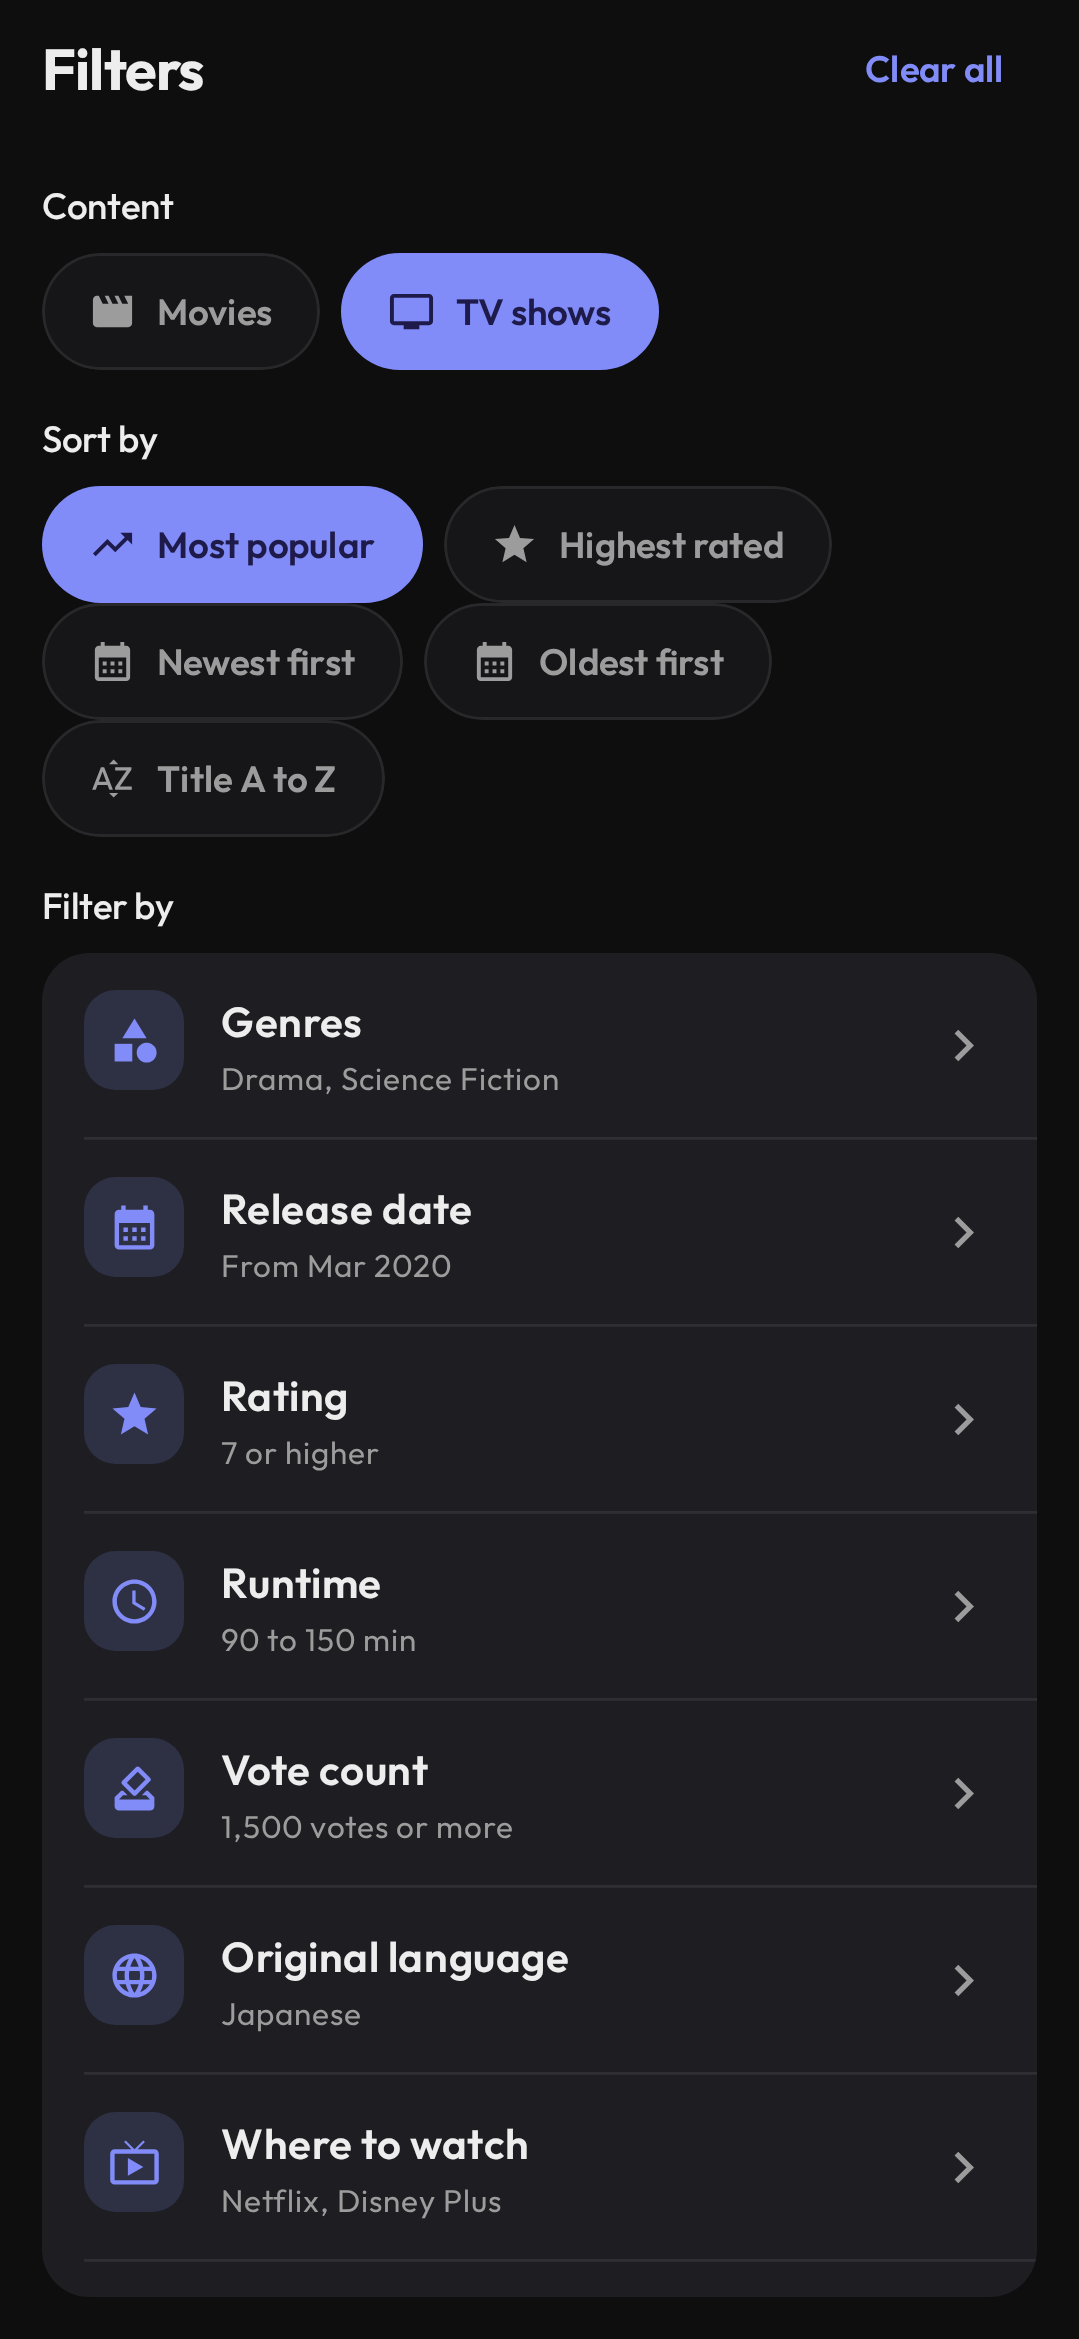 Filters
Clear all
Content
Movies
TV shows
Sort by
Most popular
Highest rated
Newest first
Oldest first
Title A to Z
Filter by
Genres
Drama, Science Fiction
Release date
From Mar 2020
Rating
7 or higher
Runtime
90 to 150 min
Vote count
1,500 votes or more
Original language
Japanese
Where to watch
Netflix, Disney Plus